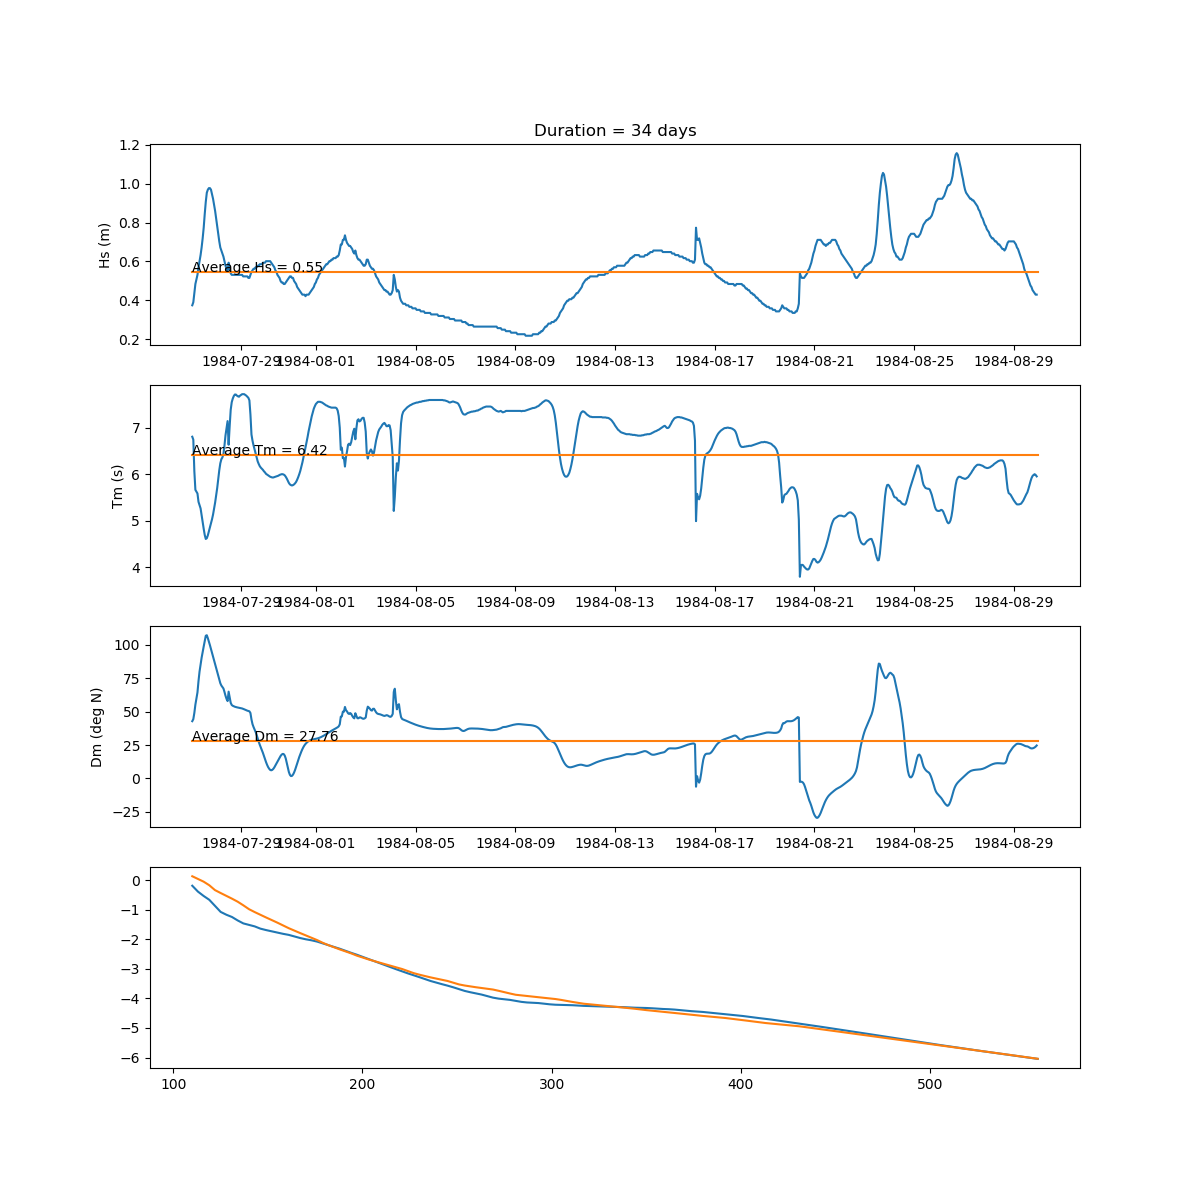 Duration = 34 days
1.2
1.0
0.8
0.6
0.4
0.2
Hs (m)
Average Hs = 0.55
1984-07-29 1984-08-01 1984-08-05 1984-08-09 1984-08-13 1984-08-17 1984-08-21 1984-08-25 1984-08-29
7
6
5
4
Tm (s)
Average Tm = 6.42
1984-07-29 1984-08-01 1984-08-05 1984-08-09 1984-08-13 1984-08-17 1984-08-21 1984-08-25 1984-08-29
100
75
50
25
0
−25
Dm (deg N)
Average Dm = 27.76
1984-07-29 1984-08-01 1984-08-05 1984-08-09 1984-08-13 1984-08-17 1984-08-21 1984-08-25 1984-08-29
0
−1
−2
−3
−4
−5
−6
100 200 300 400 500